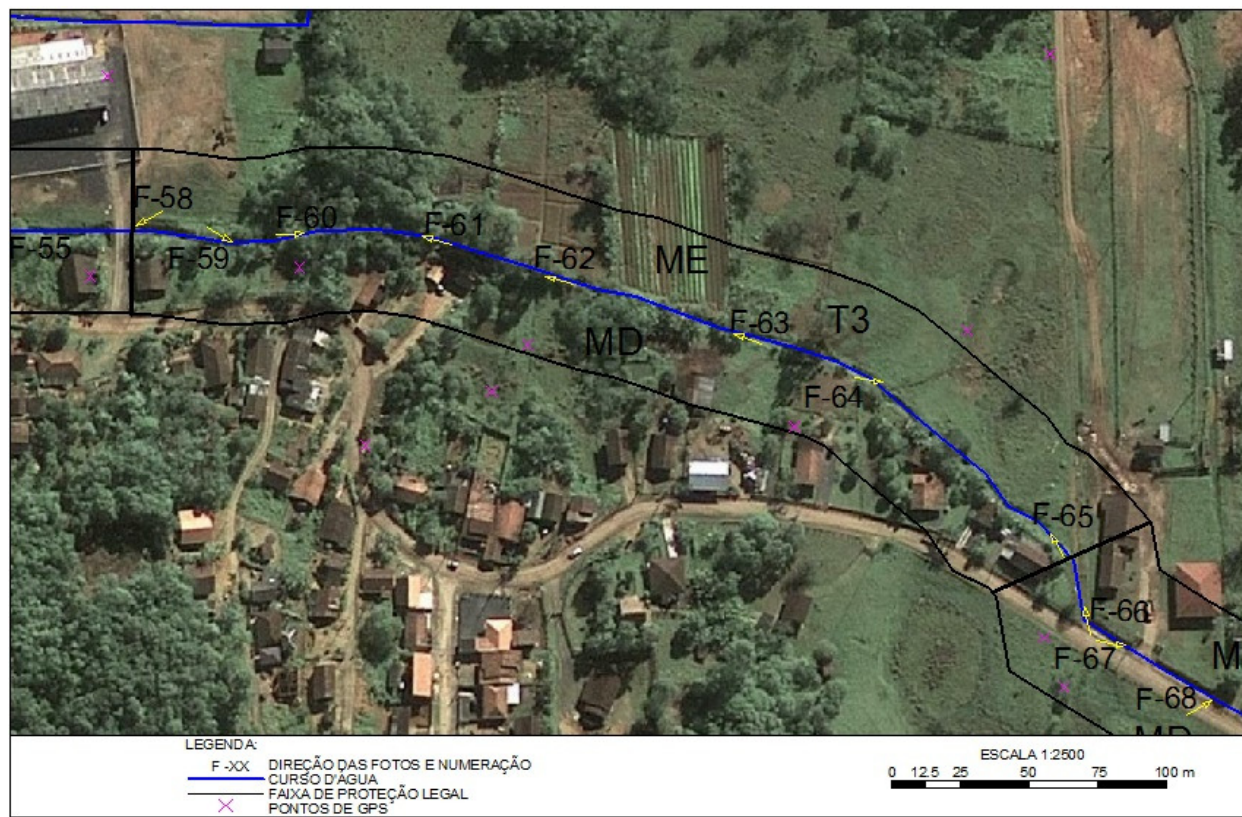 F-58
F-60
F-61
F-55
F-59
F-62
ME
F-63
T3
MD
F-64
F-65
F-66
F-67
M
F-68
MD
LEGENDA:
F -XX DIREÇÃO DAS FOTOS E NUMERAÇÃO
CURSO D'AGUA
FAIXA DE PROTEÇÃO LEGAL
PONTOS DE GPS
ESCALA 1:2500
0 12.5 25 50 75 100 m